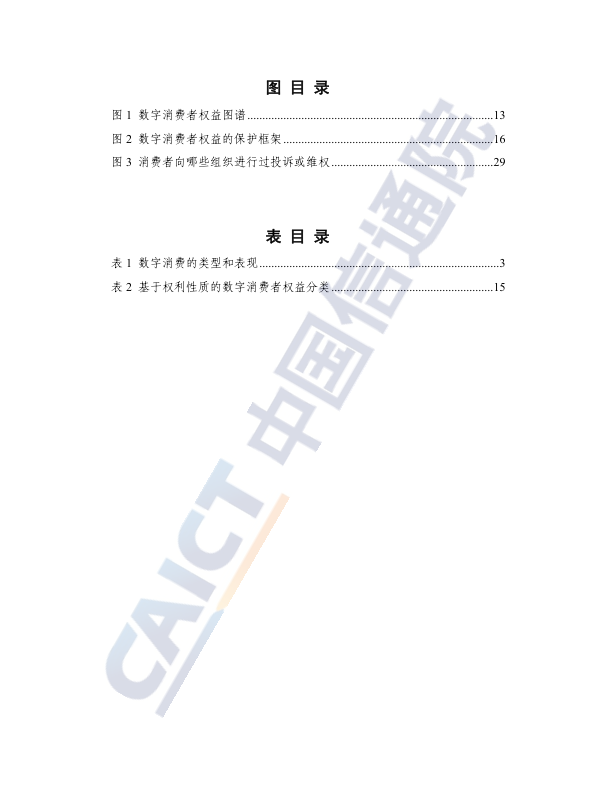 图 目 录
图 1 数字消费者权益图谱..................................................................................13
图 2 数字消费者权益的保护框架......................................................................16
图 3 消费者向哪些组织进行过投诉或维权......................................................29
表 目 录
表 1 数字消费的类型和表现................................................................................3
表 2 基于权利性质的数字消费者权益分类......................................................15
CAICT 中国信通院